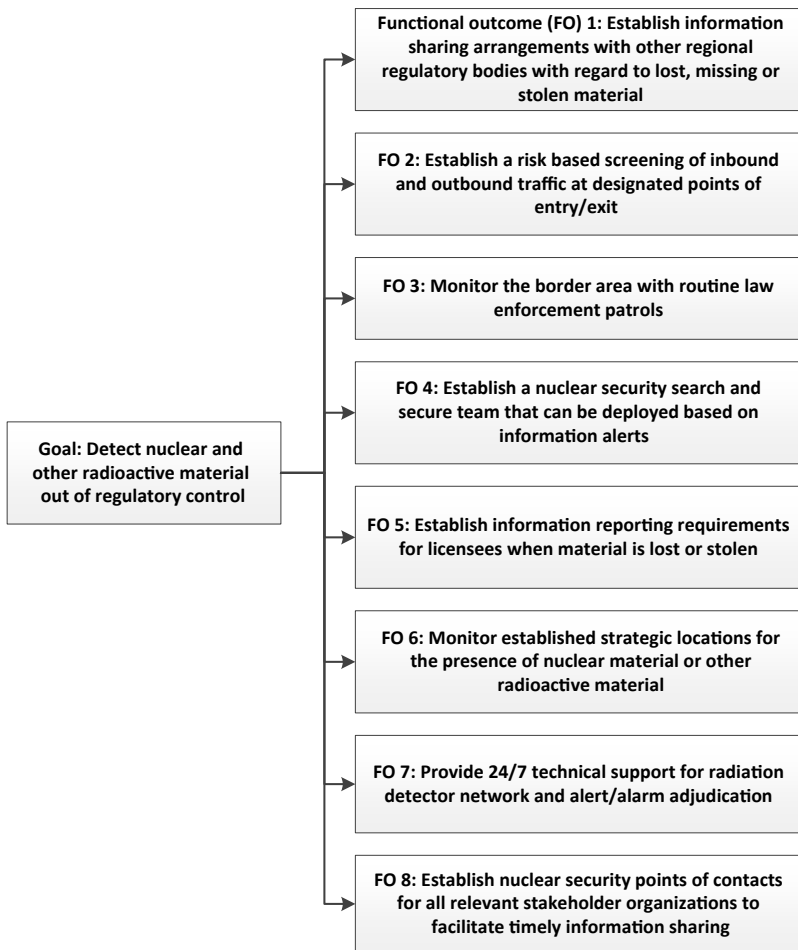 Functional outcome (FO) 1: Establish information
sharing arrangements with other regional
regulatory bodies with regard to lost, missing or
stolen material
FO 2: Establish a risk based screening of inbound
and outbound traffic at designated points of
entry/exit
FO 3: Monitor the border area with routine law
enforcement patrols
FO 4: Establish a nuclear security search and
secure team that can be deployed based on
information alerts
Goal: Detect nuclear and
other radioactive material
out of regulatory control
FO 5: Establish information reporting requirements
for licensees when material is lost or stolen
FO 6: Monitor established strategic locations for
the presence of nuclear material or other
radioactive material
FO 7: Provide 24/7 technical support for radiation
detector network and alert/alarm adjudication
FO 8: Establish nuclear security points of contacts
for all relevant stakeholder organizations to
facilitate timely information sharing